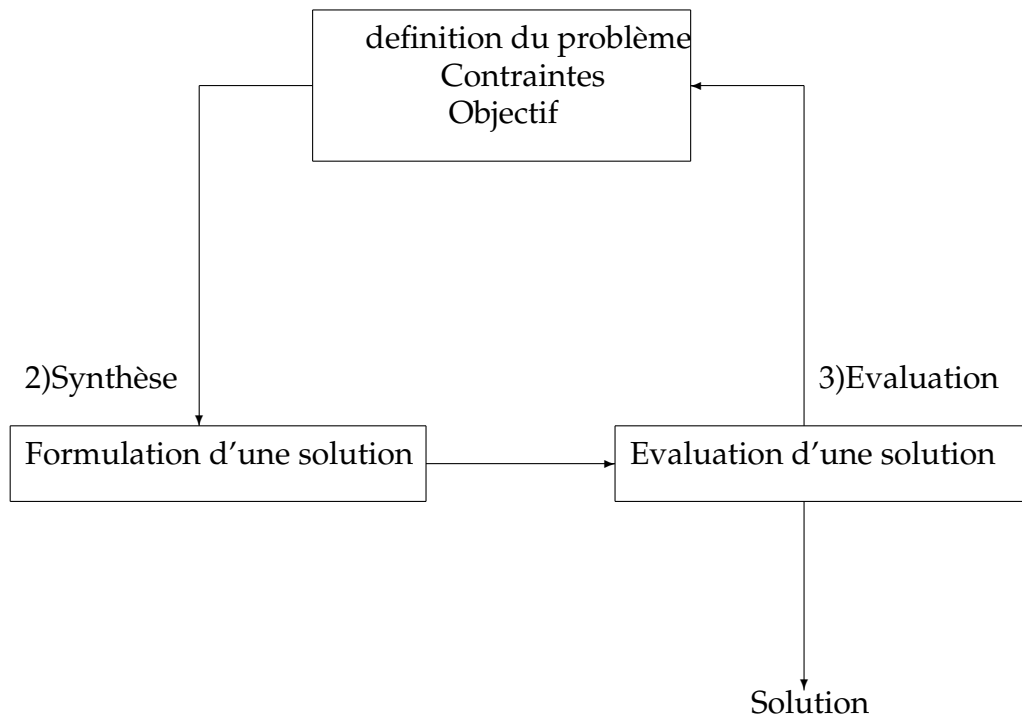 definition du problème
Contraintes
Objectif
2)Synthèse
3)Evaluation
Formulation d'une solution
Evaluation d'une solution
Solution